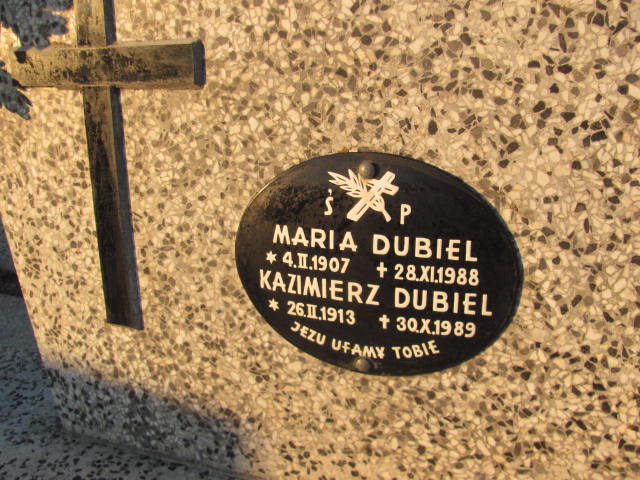 Ś P
MARIA DUBIEL
* 4.II.1907 + 28.XI.1988
KAZIMIERZ DUBIEL
* 26.II.1913 + 30.X.1989
JEZU UFAMY TOBIE